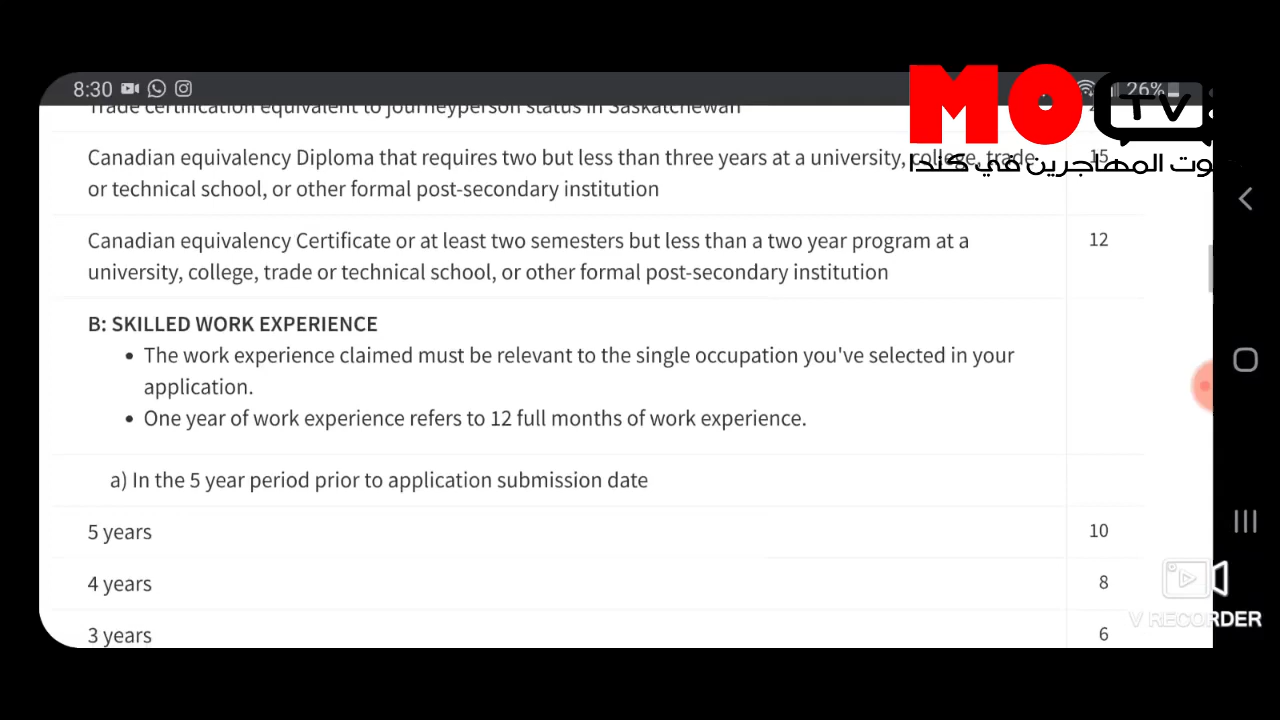 8:30
26%
MO TV
صوت المهاجرين في كندا
Trade certification equivalent to journeyperson status in Saskatchewan
Canadian equivalency Diploma that requires two but less than three years at a university, college, trade 15
or technical school, or other formal post-secondary institution
Canadian equivalency Certificate or at least two semesters but less than a two year program at a 12
university, college, trade or technical school, or other formal post-secondary institution
B: SKILLED WORK EXPERIENCE
• The work experience claimed must be relevant to the single occupation you've selected in your
application.
• One year of work experience refers to 12 full months of work experience.
a) In the 5 year period prior to application submission date
5 years 10
4 years 8
3 years 6
V RECORDER